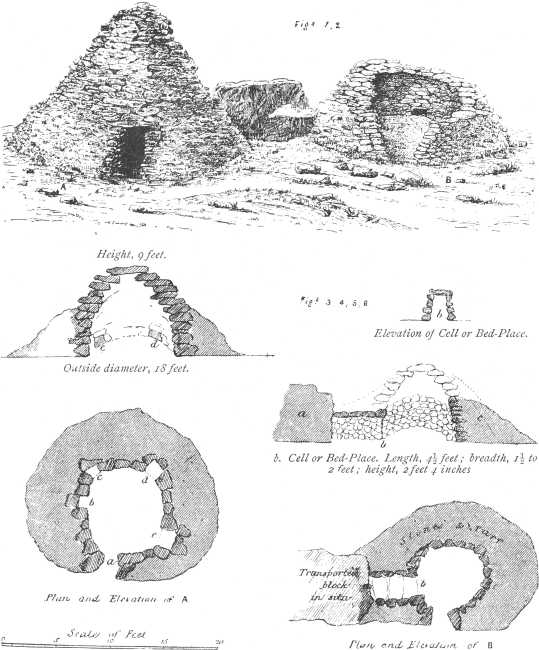 Figs 1, 2.
A
B
Height, 9 feet.
c
d
Outside diameter, 18 feet.
Figs 3 4, 5, 6
b
Elevation of Cell or Bed-Place.
a
c
b
b. Cell or Bed-Place. Length, 4½ feet; breadth, 1½ to
2 feet; height, 2 feet 4 inches
c
d
b
e
a
Plan and Elevation of A
Scale of Feet
0 5 10 15 20
Stones & turf
Transported
block
in situ
b
Plan and Elevation of B